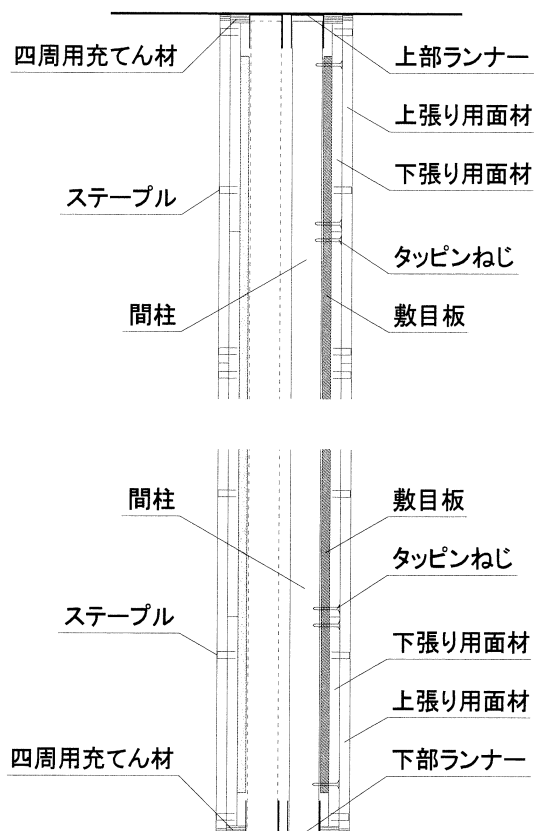 四周用充てん材
上部ランナー
上張り用面材
下張り用面材
ステープル
タッピンねじ
間柱
敷目板
間柱
敷目板
タッピンねじ
ステープル
下張り用面材
上張り用面材
四周用充てん材
下部ランナー